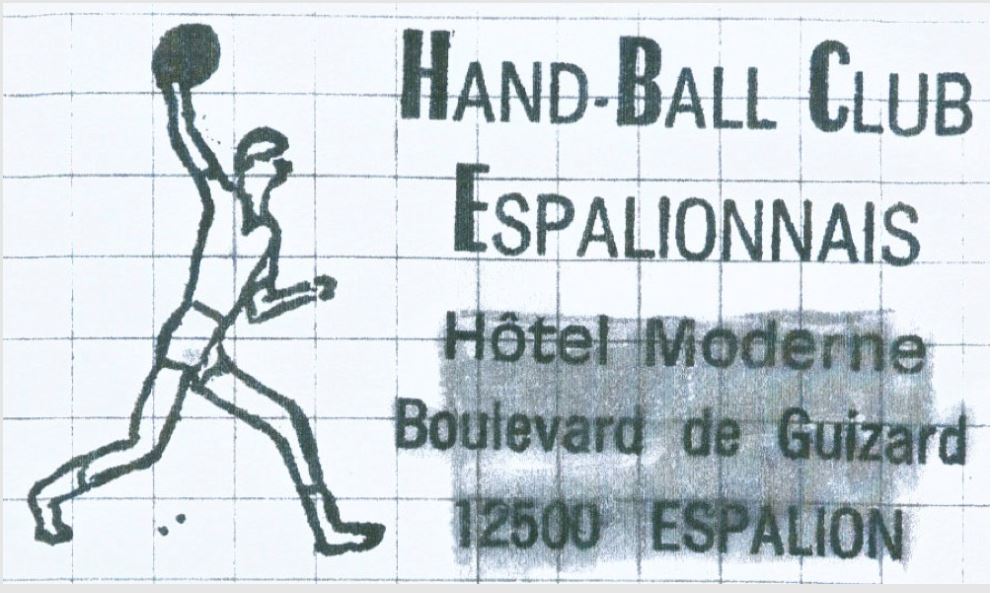 HAND-BALL CLUB
ESPALIONNAIS
Hôtel Moderne
Boulevard de Guizard
12500 ESPALION